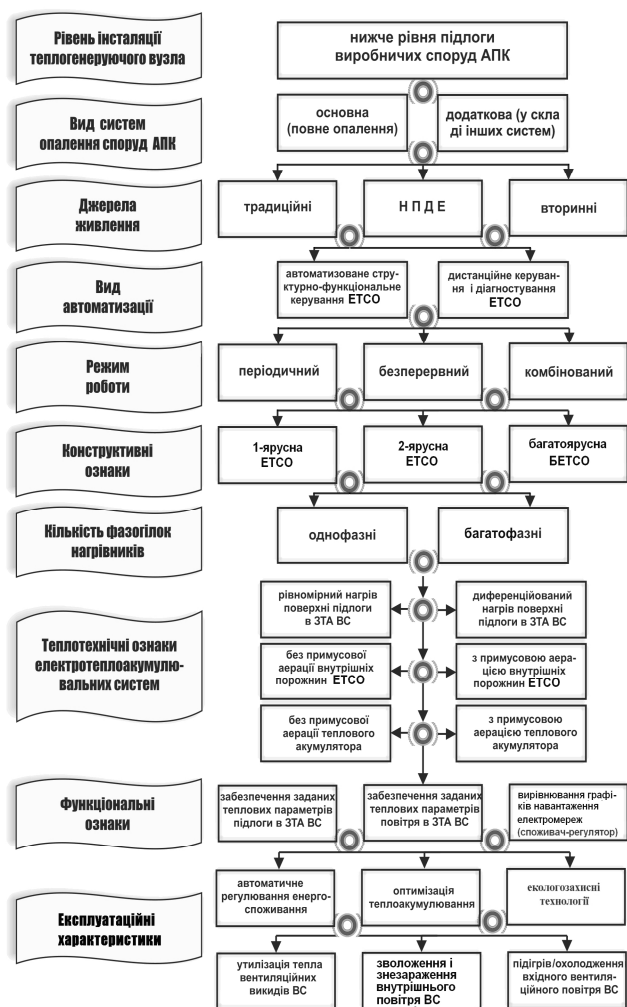 Рівень інсталяції
теплогенеруючого вузла
нижче рівня підлоги
виробничих споруд АПК
Вид систем
опалення споруд АПК
основна
(повне опалення)
додаткова (у скла
ді інших систем)
Джерела
живлення
традиційні
Н П Д Е
вторинні
Вид
автоматизації
автоматизоване стру-
ктурно-функціональне
керування ЕТСО
дистанційне керуван-
ня і діагностування
ЕТСО
Режим
роботи
періодичний
безперервний
комбінований
Конструктивні
ознаки
1-ярусна
ЕТСО
2-ярусна
ЕТСО
багатоярусна
БЕТСО
Кількість фазогілок
нагрівників
однофазні
багатофазні
Теплотехнічні ознаки
електротеплоакумулю-
вальних систем
рівномірний нагрів
поверхні підлоги
в ЗТА ВС
диференційований
нагрів поверхні
підлоги в ЗТА ВС
без примусової
аерації внутрішніх
порожнин ЕТСО
з примусовою аера-
цією внутрішніх
порожнин ЕТСО
без примусової
аерації теплового
акумулятора
з примусовою
аерацією теплового
акумулятора
Функціональні
ознаки
забезпечення заданих
теплових параметрів
підлоги в ЗТА ВС
забезпечення заданих
теплових параметрів
повітря в ЗТА ВС
вирівнювання графі-
ків навантаження
електромереж
(споживач-регулятор)
Експлуатаційні
характеристики
автоматичне
регулювання енерго-
споживання
оптимізація
теплоакумулювання
екологозахисні
технології
утилізація тепла
вентиляційних
викидів ВС
зволоження і
знезараження
внутрішнього
повітря ВС
підігрів/охолодження
вхідного вентиля-
ційного повітря ВС